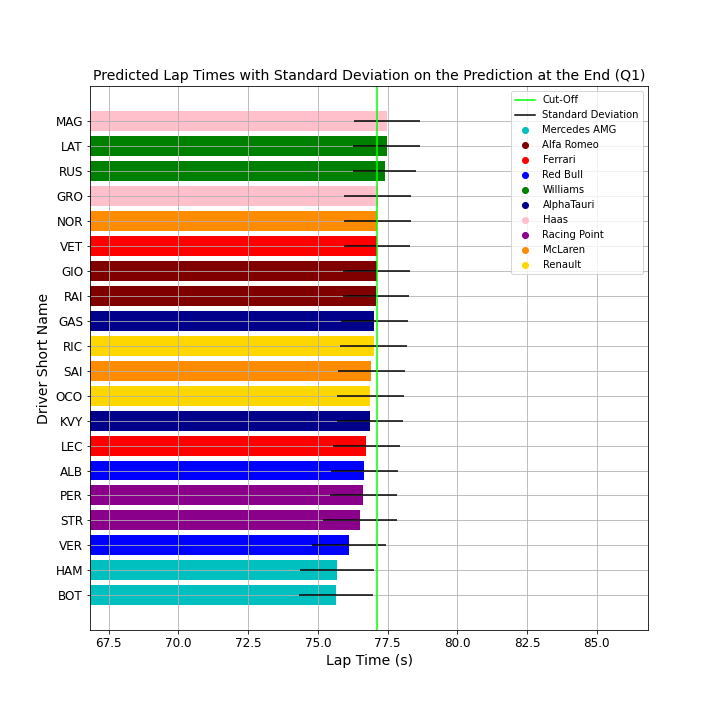 Predicted Lap Times with Standard Deviation on the Prediction at the End (Q1)
Cut-Off
Standard Deviation
Mercedes AMG
Alfa Romeo
Ferrari
Red Bull
Williams
AlphaTauri
Haas
Racing Point
McLaren
Renault
Driver Short Name
MAG
LAT
RUS
GRO
NOR
VET
GIO
RAI
GAS
RIC
SAI
OCO
KVY
LEC
ALB
PER
STR
VER
HAM
BOT
67.5 70.0 72.5 75.0 77.5 80.0 82.5 85.0
Lap Time (s)